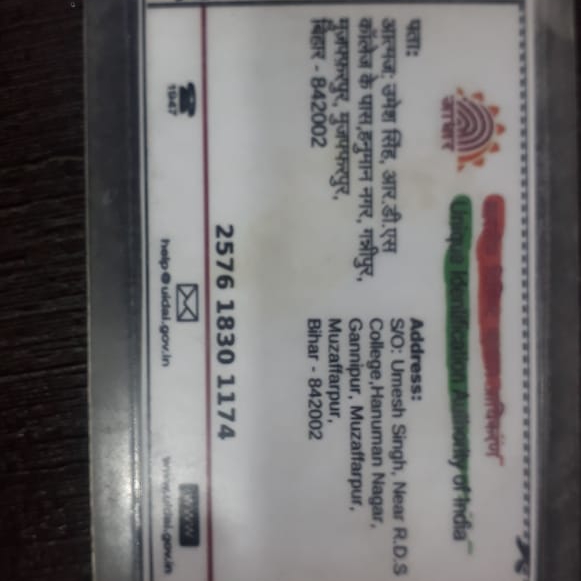 आधार
Unique Identification Authority of India
पता:
आत्मज: उमेश सिंह, आर.डी.एस
कॉलेज के पास,हनुमान नगर, गन्नीपुर,
मुजफ्फरपुर, मुजफ्फरपुर,
बिहार - 842002
Address:
S/O: Umesh Singh, Near R.D.S
College,Hanuman Nagar,
Gannipur, Muzaffarpur,
Muzaffarpur,
Bihar - 842002
2576 1830 1174
1947
help@uidai.gov.in
www
www.uidai.gov.in